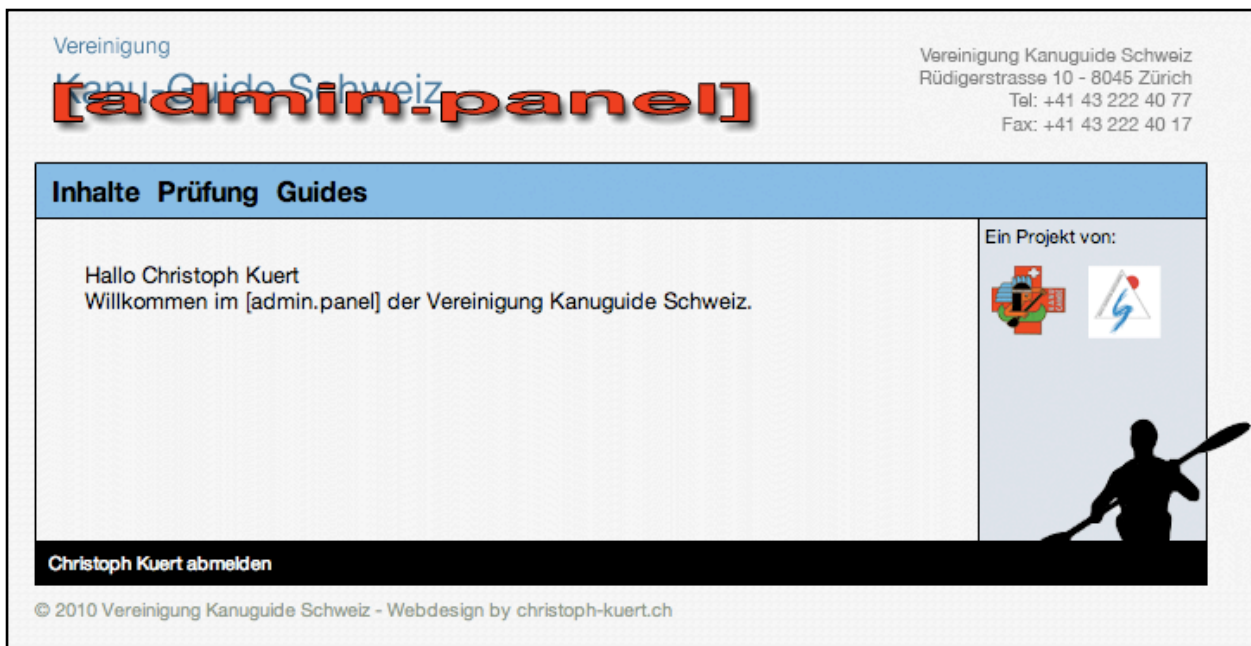 Vereinigung
Kanu-Guide Schweiz
[admin.panel]
Vereinigung Kanuguide Schweiz
Rüdigerstrasse 10 - 8045 Zürich
Tel: +41 43 222 40 77
Fax: +41 43 222 40 17
Inhalte Prüfung Guides
Hallo Christoph Kuert
Willkommen im [admin.panel] der Vereinigung Kanuguide Schweiz.
Ein Projekt von:
Christoph Kuert abmelden
© 2010 Vereinigung Kanuguide Schweiz - Webdesign by christoph-kuert.ch